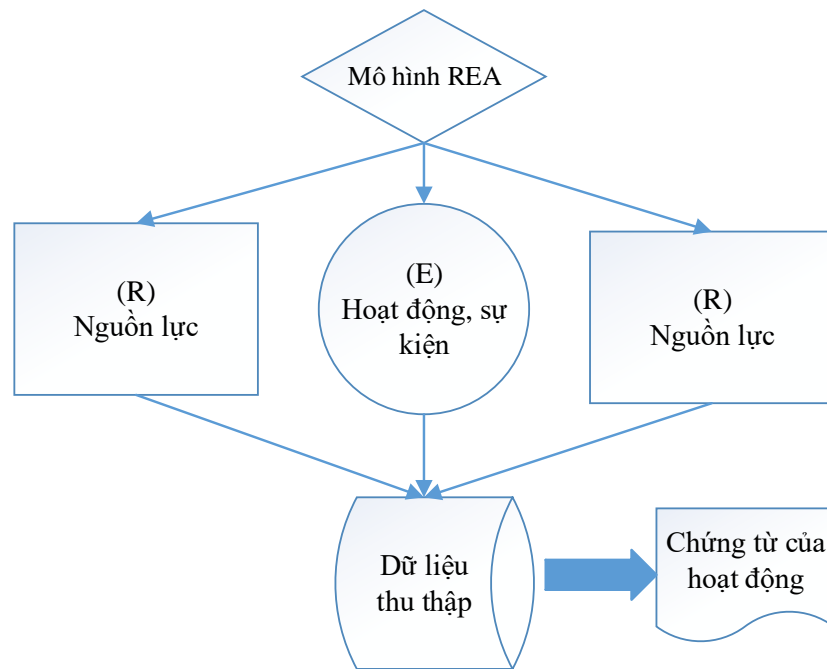 Mô hình REA
(R)
Nguồn lực
(E)
Hoạt động, sự
kiện
(R)
Nguồn lực
Dữ liệu
thu thập
Chứng từ của
hoạt động